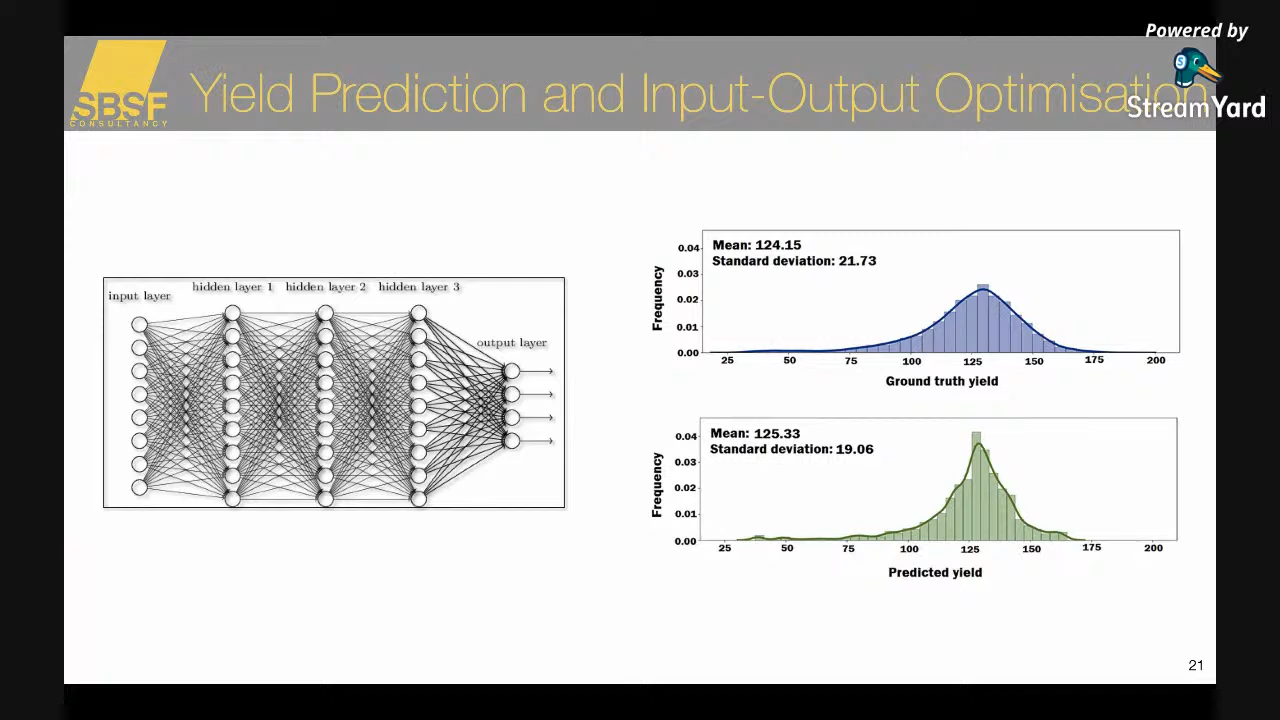 Powered by
StreamYard
SBSF
CONSULTANCY
Yield Prediction and Input-Output Optimisation
input layer
hidden layer 1 hidden layer 2 hidden layer 3
output layer
Mean: 124.15
Standard deviation: 21.73
Frequency
0.04
0.03
0.02
0.01
0.00
25 50 75 100 125 150 175 200
Ground truth yield
Mean: 125.33
Standard deviation: 19.06
Frequency
0.04
0.03
0.02
0.01
0.00
25 50 75 100 125 150 175 200
Predicted yield
21